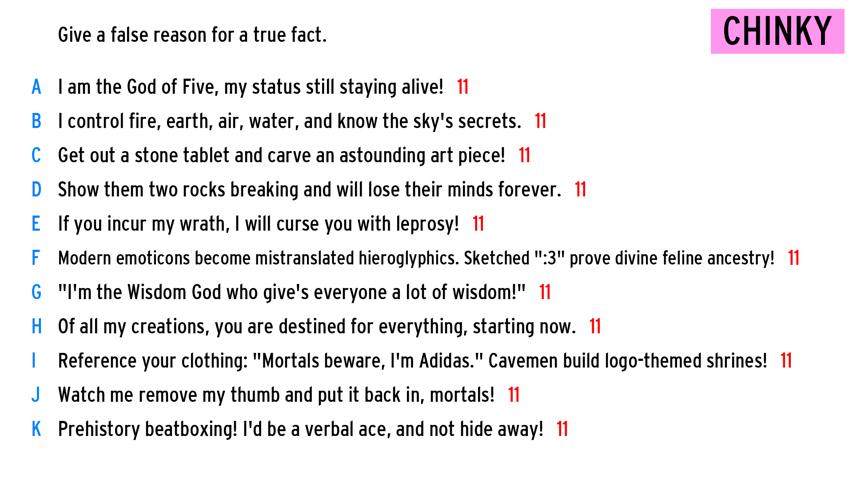 Give a false reason for a true fact.
CHINKY
A I am the God of Five, my status still staying alive! 11
B I control fire, earth, air, water, and know the sky's secrets. 11
C Get out a stone tablet and carve an astounding art piece! 11
D Show them two rocks breaking and will lose their minds forever. 11
E If you incur my wrath, I will curse you with leprosy! 11
F Modern emoticons become mistranslated hieroglyphics. Sketched ":3" prove divine feline ancestry! 11
G "I'm the Wisdom God who give's everyone a lot of wisdom!" 11
H Of all my creations, you are destined for everything, starting now. 11
I Reference your clothing: "Mortals beware, I'm Adidas." Cavemen build logo-themed shrines! 11
J Watch me remove my thumb and put it back in, mortals! 11
K Prehistory beatboxing! I'd be a verbal ace, and not hide away! 11